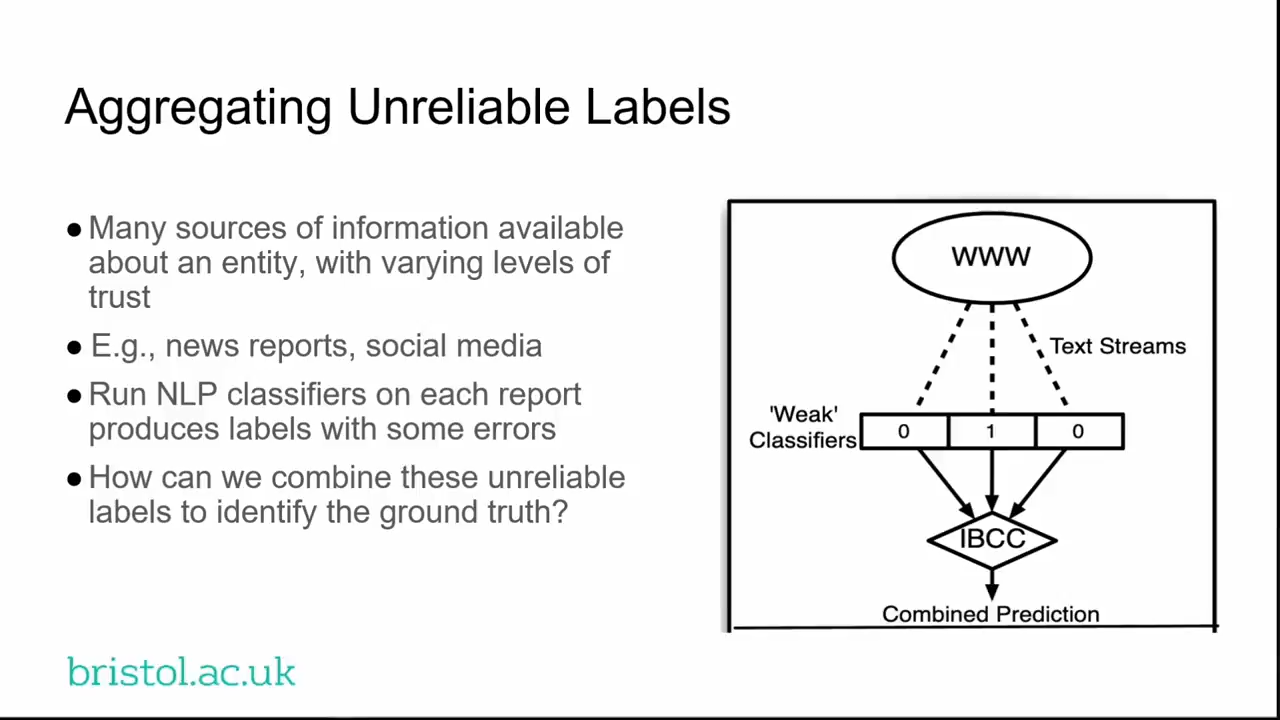 Aggregating Unreliable Labels
● Many sources of information available
about an entity, with varying levels of
trust
● E.g., news reports, social media
● Run NLP classifiers on each report
produces labels with some errors
● How can we combine these unreliable
labels to identify the ground truth?
WWW
Text Streams
'Weak'
Classifiers
0 1 0
IBCC
Combined Prediction
bristol.ac.uk